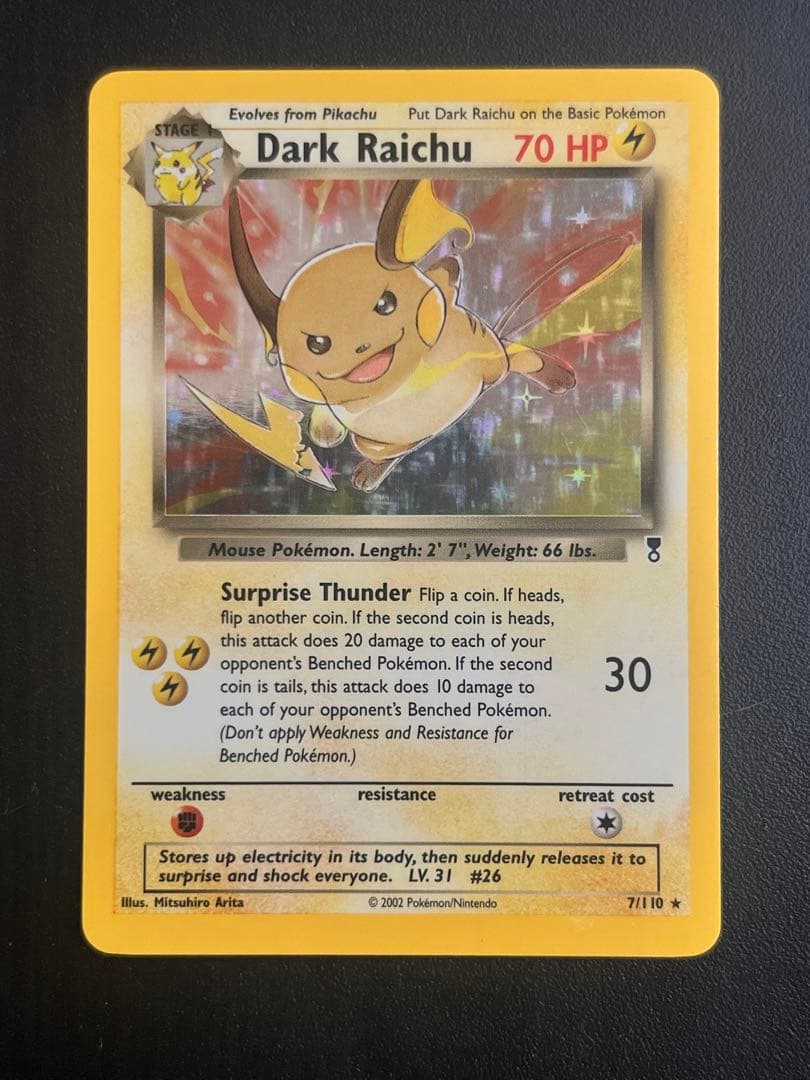 Evolves from Pikachu Put Dark Raichu on the Basic Pokémon
STAGE 1
Dark Raichu 70 HP
Mouse Pokémon. Length: 2' 7", Weight: 66 lbs.
Surprise Thunder Flip a coin. If heads,
flip another coin. If the second coin is heads,
this attack does 20 damage to each of your
opponent's Benched Pokémon. If the second
coin is tails, this attack does 10 damage to
each of your opponent's Benched Pokémon.
(Don't apply Weakness and Resistance for
Benched Pokémon.)
30
weakness resistance retreat cost
Stores up electricity in its body, then suddenly releases it to
surprise and shock everyone. LV. 31 #26
Illus. Mitsuhiro Arita © 2002 Pokémon/Nintendo 7/110 ★